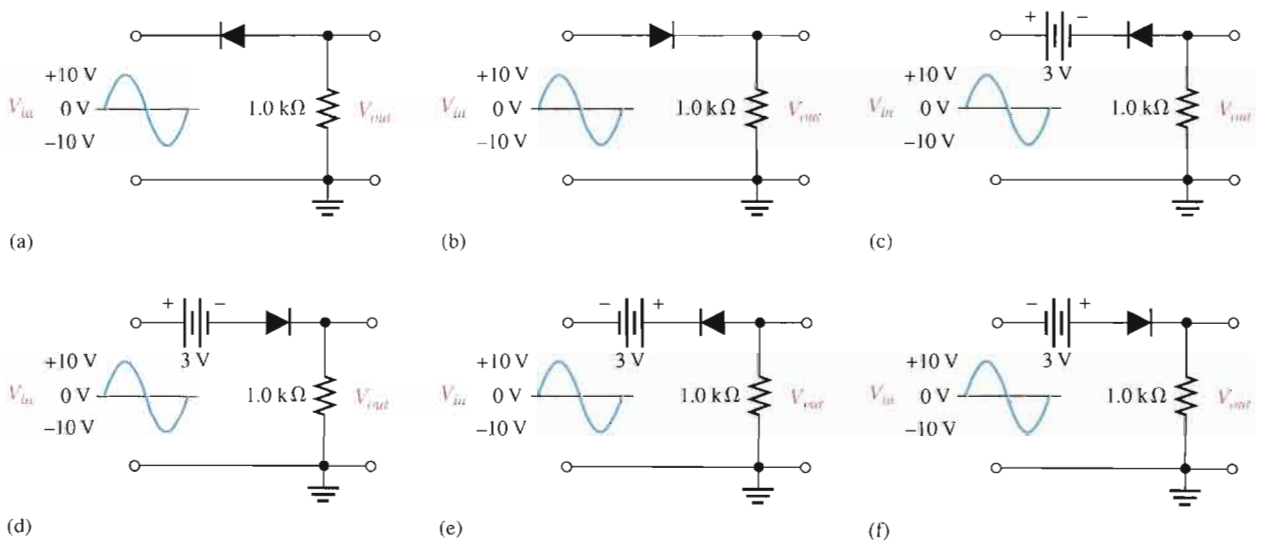 +10 V
V_in 0 V 1.0 kΩ V_out
–10 V
(a)
+10 V
V_in 0 V 1.0 kΩ V_out
–10 V
(b)
+ –
3 V
+10 V
V_in 0 V 1.0 kΩ V_out
–10 V
(c)
+ –
3 V
+10 V
V_in 0 V 1.0 kΩ V_out
–10 V
(d)
– +
3 V
+10 V
V_in 0 V 1.0 kΩ V_out
–10 V
(e)
– +
3 V
+10 V
V_in 0 V 1.0 kΩ V_out
–10 V
(f)